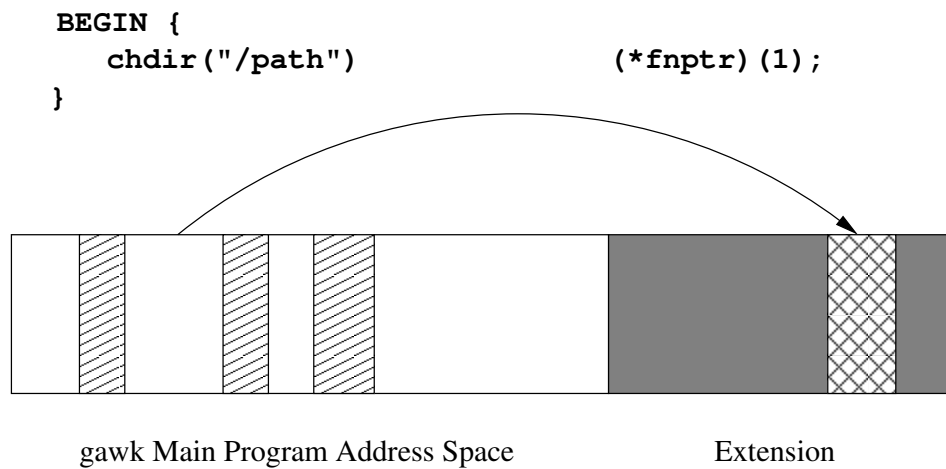 BEGIN {
chdir("/path") (*fnptr)(1);
}
gawk Main Program Address Space Extension